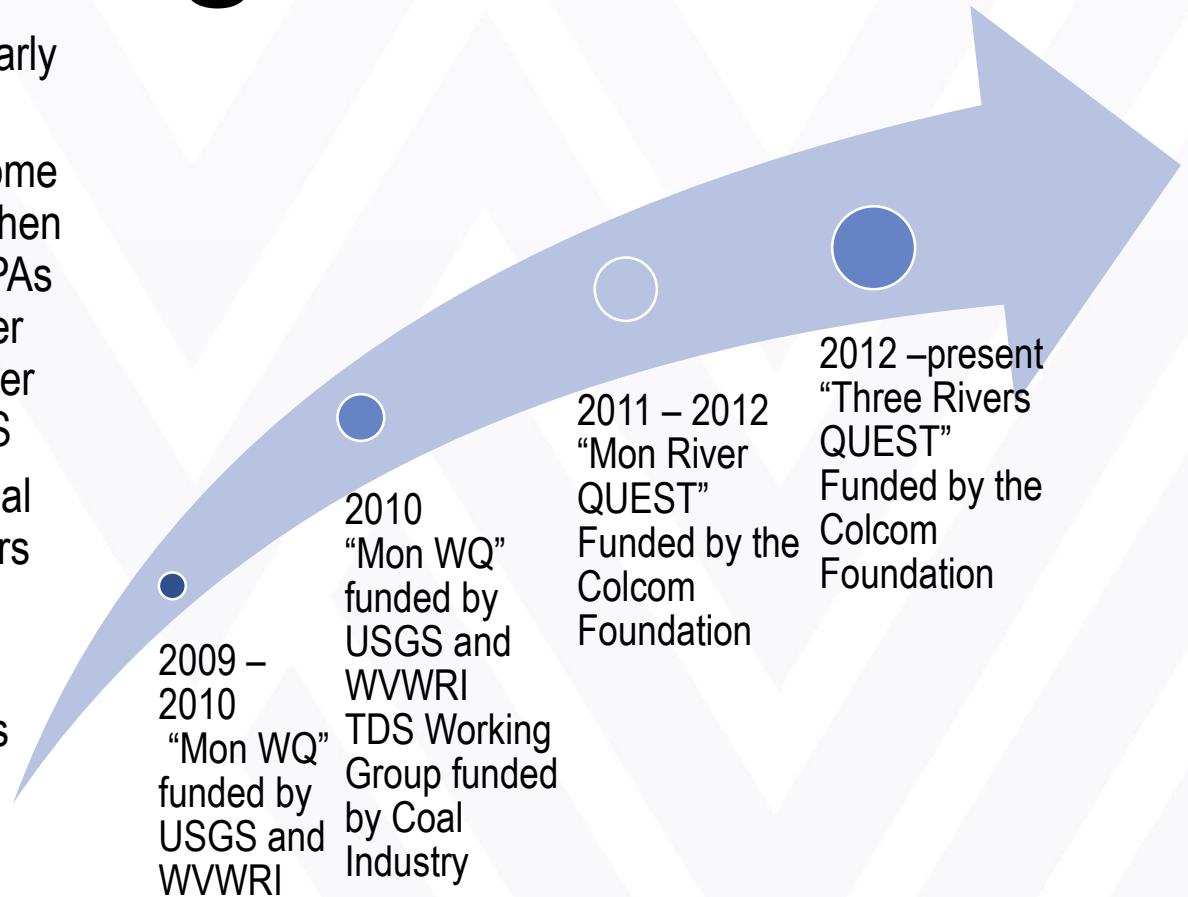 arly
ome
hen
PAs
er
er
S
al
rs
s
2009 –
2010
“Mon WQ”
funded by
USGS and
WVWRI
2010
“Mon WQ”
funded by
USGS and
WVWRI
TDS Working
Group funded
by Coal
Industry
2011 – 2012
“Mon River
QUEST”
Funded by the
Colcom
Foundation
2012 –present
“Three Rivers
QUEST”
Funded by the
Colcom
Foundation